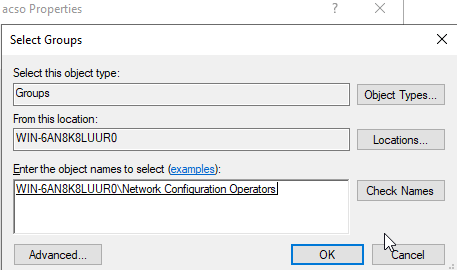 acso Properties
?
Select Groups
Select this object type:
Groups
Object Types...
From this location:
WIN-6AN8K8LUUR0
Locations...
Enter the object names to select (examples):
WIN-6AN8K8LUUR0\Network Configuration Operators
Check Names
Advanced...
OK
Cancel